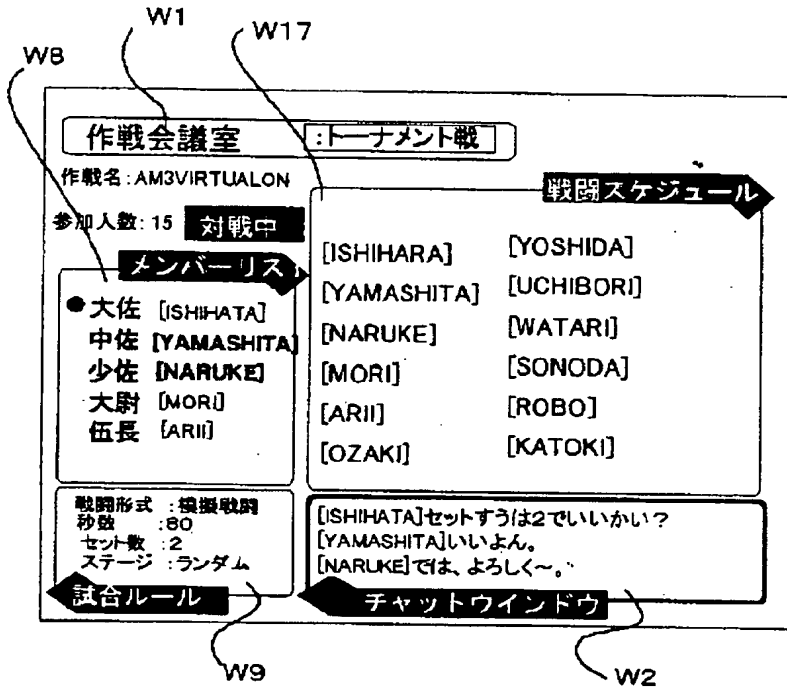 W1
W17
W8
作戦会議室 :トーナメント戦
作戦名:AM3VIRTUALON
戦闘スケジュール
参加人数:15 対戦中
メンバーリスト
●大佐 [ISHIHATA]
中佐 [YAMASHITA]
少佐 [NARUKE]
大尉 [MORI]
伍長 [ARII]
[ISHIHARA] [YOSHIDA]
[YAMASHITA] [UCHIBORI]
[NARUKE] [WATARI]
[MORI] [SONODA]
[ARII] [ROBO]
[OZAKI] [KATOKI]
戦闘形式 :模擬戦闘
秒数 :80
セット数 :2
ステージ :ランダム
試合ルール
[ISHIHATA]セットすうは2でいいかい?
[YAMASHITA]いいよん。
[NARUKE]では、よろしく~。
チャットウインドウ
W9
W2